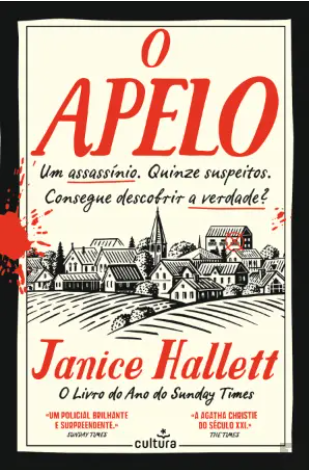 O
APELO
Um assassínio. Quinze suspeitos.
Consegue descobrir a verdade?
Janice Hallett
O Livro do Ano do Sunday Times
«UM POLICIAL BRILHANTE
E SURPREENDENTE.»
SUNDAY TIMES
«A AGATHA CHRISTIE
DO SÉCULO XXI.»
THE TIMES
cultura